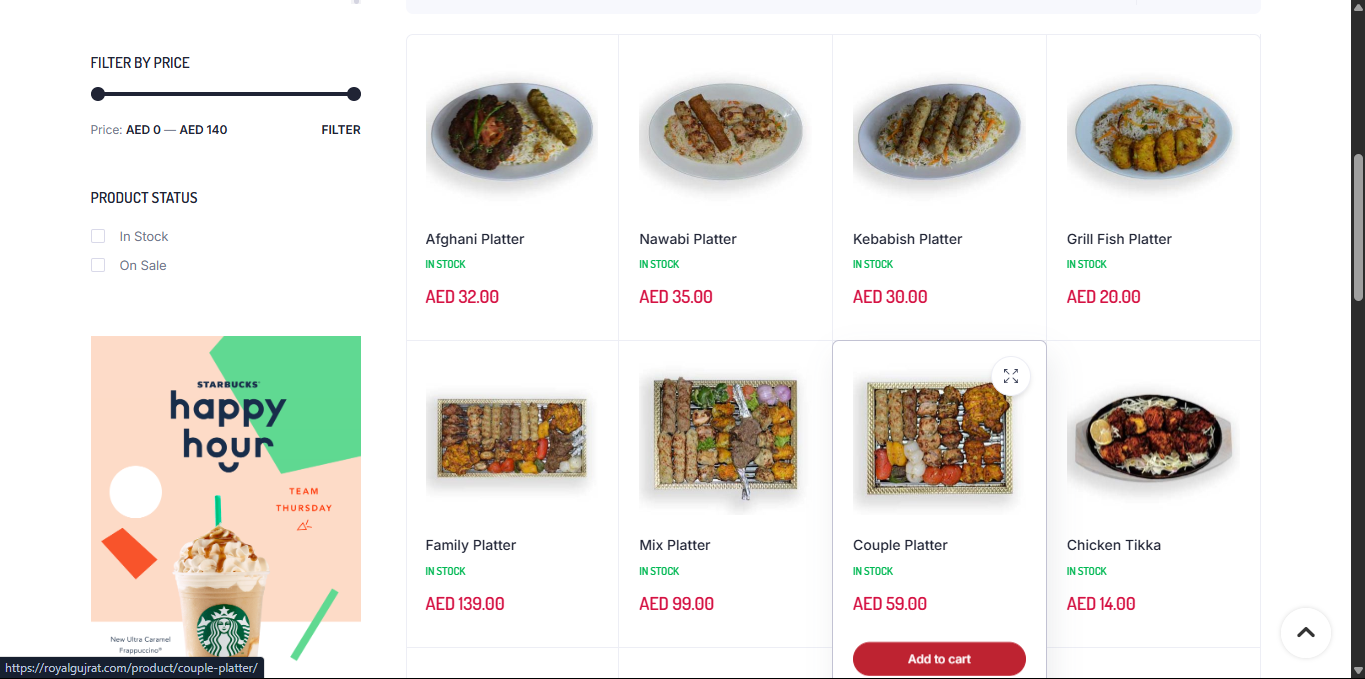 FILTER BY PRICE
Price: AED 0 — AED 140
FILTER
PRODUCT STATUS
In Stock
On Sale
STARBUCKS
happy
hour
TEAM
THURSDAY
New Ultra Caramel
Frappuccino®
Afghani Platter
IN STOCK
AED 32.00
Nawabi Platter
IN STOCK
AED 35.00
Kebabish Platter
IN STOCK
AED 30.00
Grill Fish Platter
IN STOCK
AED 20.00
Family Platter
IN STOCK
AED 139.00
Mix Platter
IN STOCK
AED 99.00
Couple Platter
IN STOCK
AED 59.00
Add to cart
Chicken Tikka
IN STOCK
AED 14.00
https://royalgujrat.com/product/couple-platter/